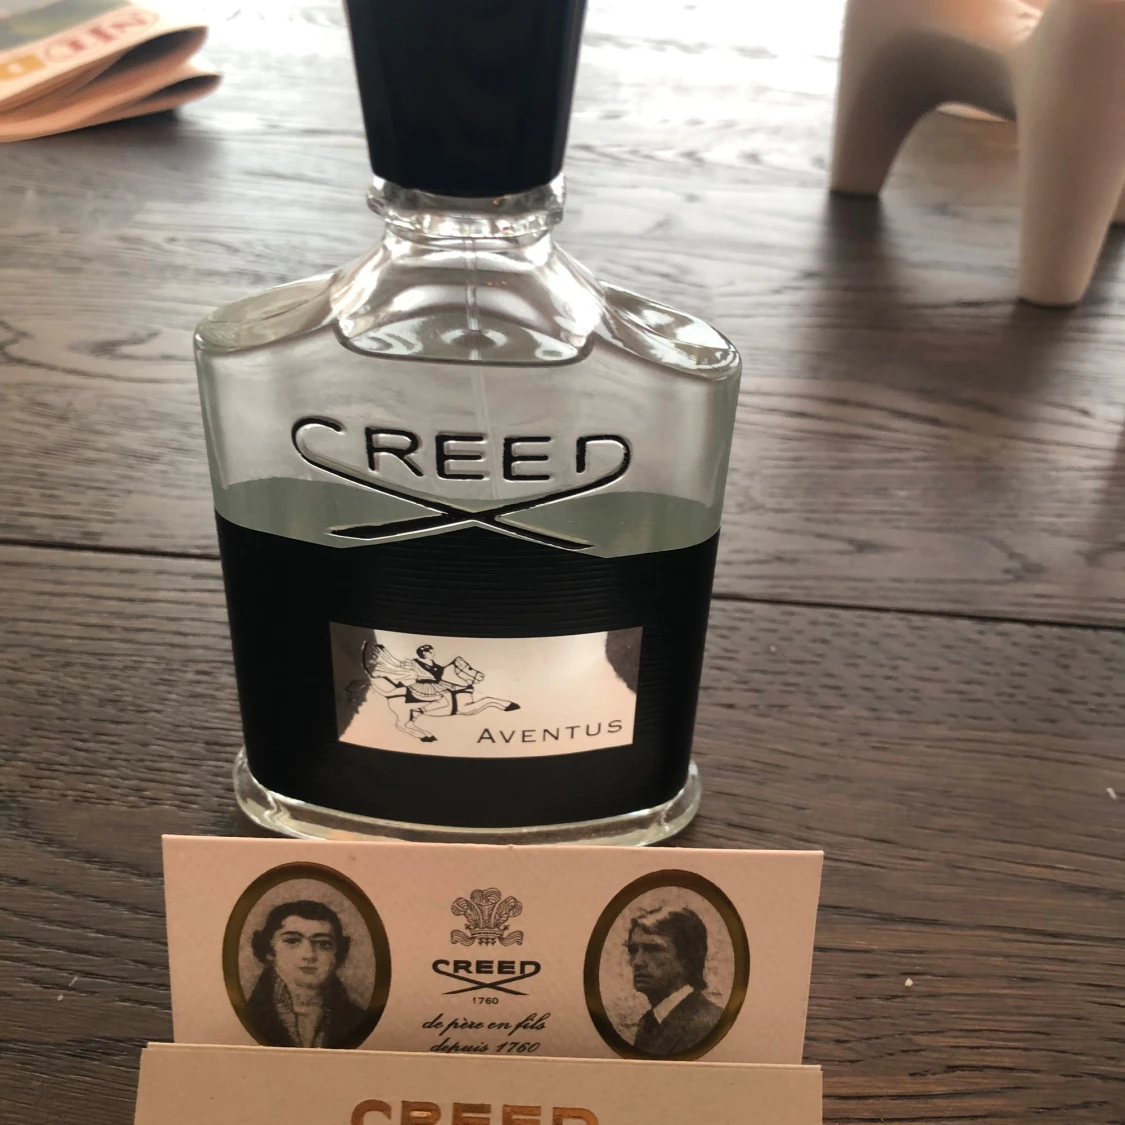 CREED
AVENTUS
CREED
1760
de père en fils
depuis 1760
CREED